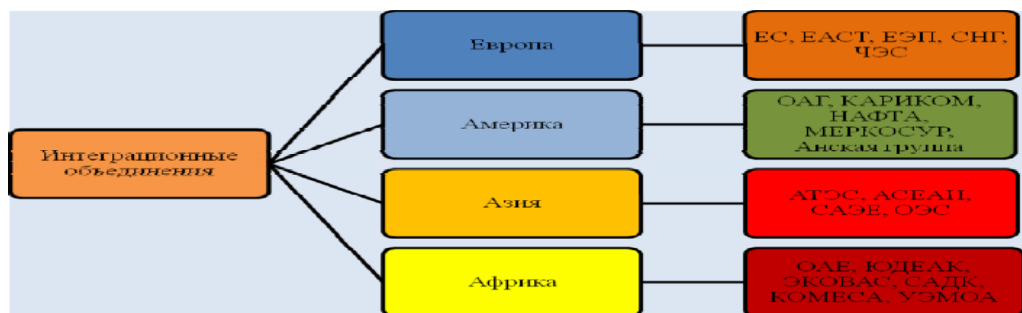 Интеграционные
объединения
Европа
ЕС, ЕАСТ, ЕЭП, СНГ,
ЧЭС
Америка
ОАГ, КАРИКОМ,
НАФТА,
МЕРКОСУР,
Анская группа
Азия
АТЭС, АСЕАН,
САЭЕ, ОЭС
Африка
ОАЕ, ЮДЕАК,
ЭКОВАС, САДК,
КОМЕСА, УЭМОА